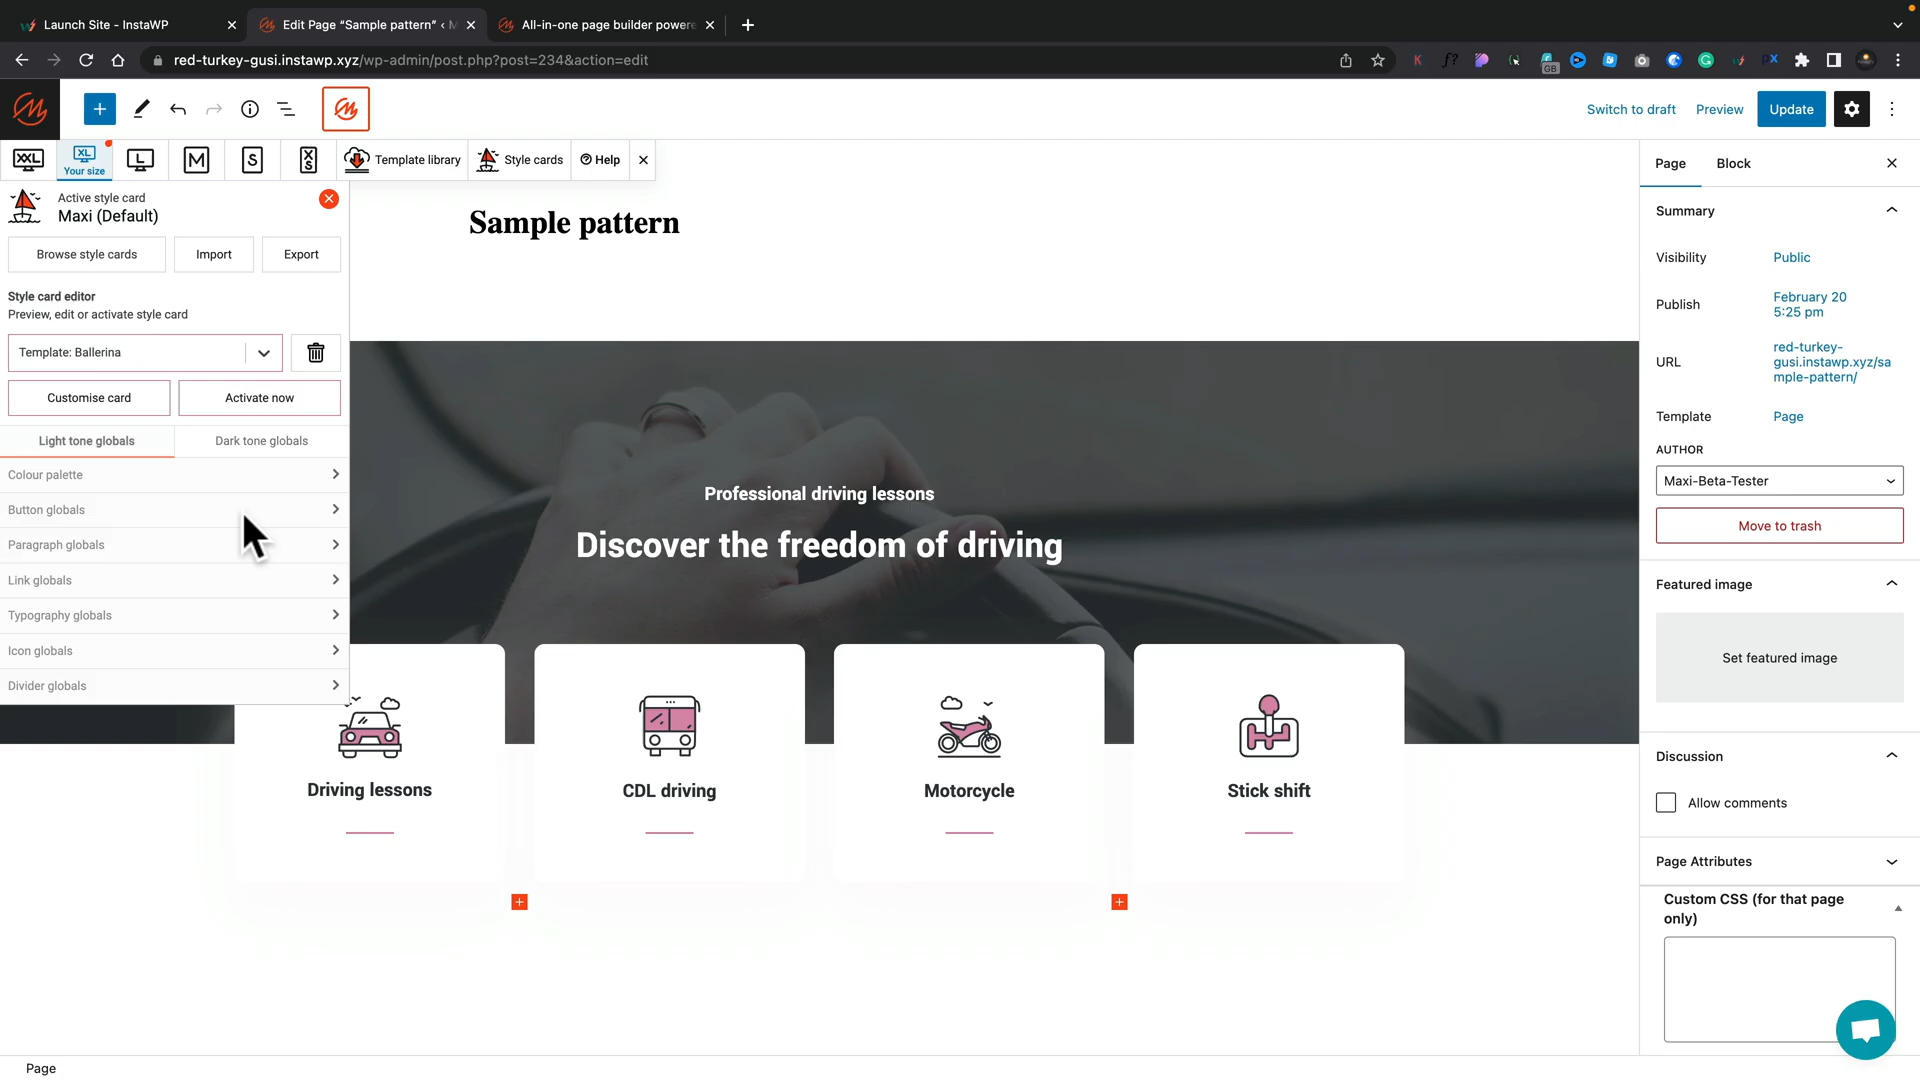 Launch Site - InstaWP
Edit Page “Sample pattern” ‹ M
All-in-one page builder powere
red-turkey-gusi.instawp.xyz/wp-admin/post.php?post=234&action=edit
GB
Switch to draft
Preview
Update
XXL
XL
Your size
L
M
S
XS
Template library
Style cards
Help
Page
Block
Active style card
Maxi (Default)
Browse style cards
Import
Export
Style card editor
Preview, edit or activate style card
Template: Ballerina
Customise card
Activate now
Light tone globals
Dark tone globals
Colour palette
Button globals
Paragraph globals
Link globals
Typography globals
Icon globals
Divider globals
Sample pattern
Professional driving lessons
Discover the freedom of driving
Driving lessons
CDL driving
Motorcycle
Stick shift
Summary
Visibility
Public
Publish
February 20
5:25 pm
URL
red-turkey-
gusi.instawp.xyz/sa
mple-pattern/
Template
Page
AUTHOR
Maxi-Beta-Tester
Move to trash
Featured image
Set featured image
Discussion
Allow comments
Page Attributes
Custom CSS (for that page
only)
Page